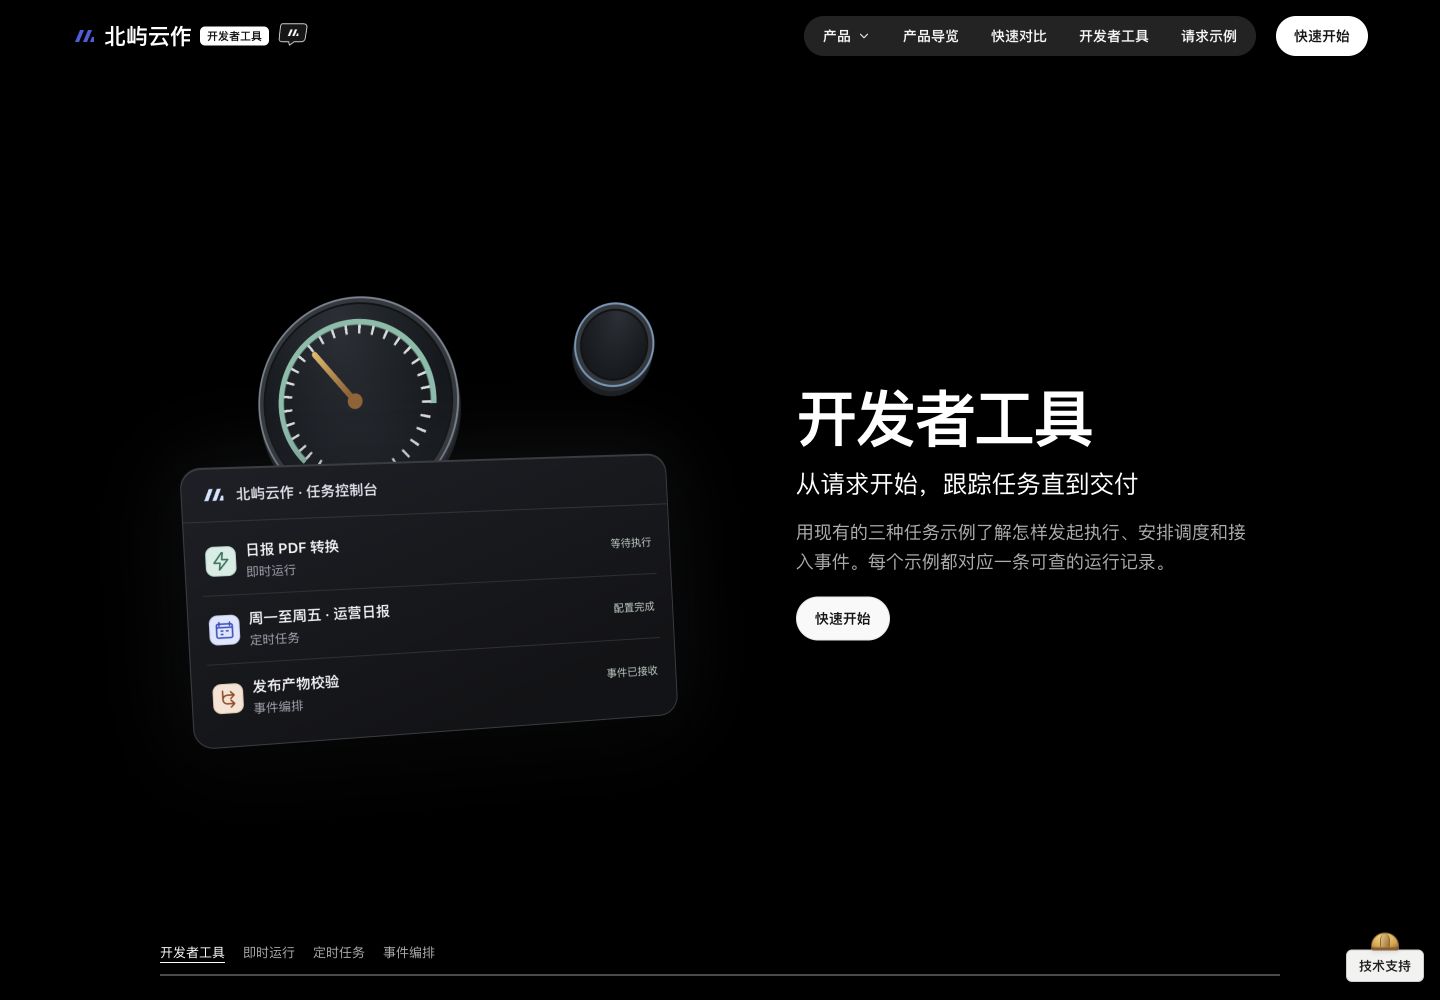 北屿云作 开发者工具
产品 产品导览 快速对比 开发者工具 请求示例 快速开始
开发者工具
从请求开始，跟踪任务直到交付
用现有的三种任务示例了解怎样发起执行、安排调度和接
入事件。每个示例都对应一条可查的运行记录。
快速开始
北屿云作 · 任务控制台
日报 PDF 转换
即时运行
等待执行
周一至周五 · 运营日报
定时任务
配置完成
发布产物校验
事件编排
事件已接收
开发者工具 即时运行 定时任务 事件编排
技术支持